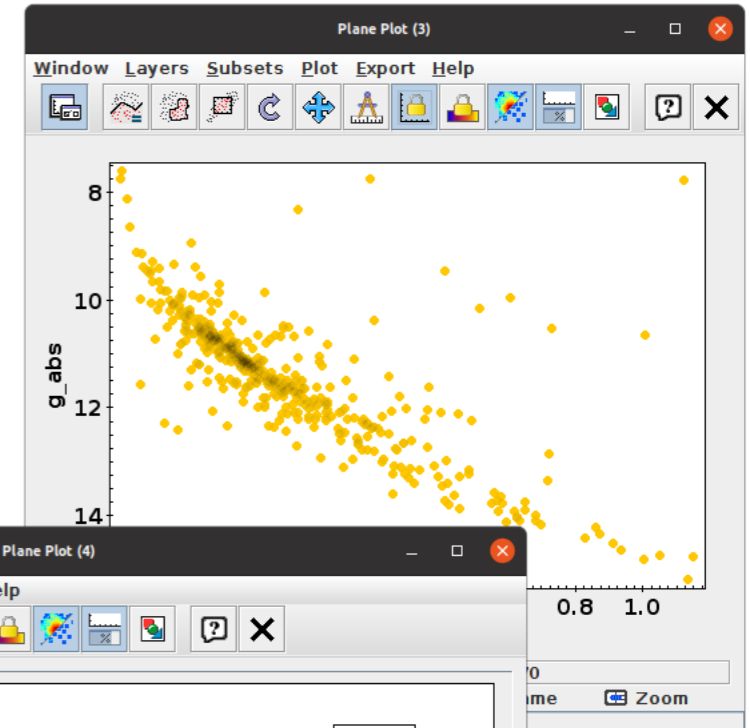 Plane Plot (3)
Window Layers Subsets Plot Export Help
8
10
g_abs
12
14
Plane Plot (4)
elp
0.8 1.0
70
me
Zoom